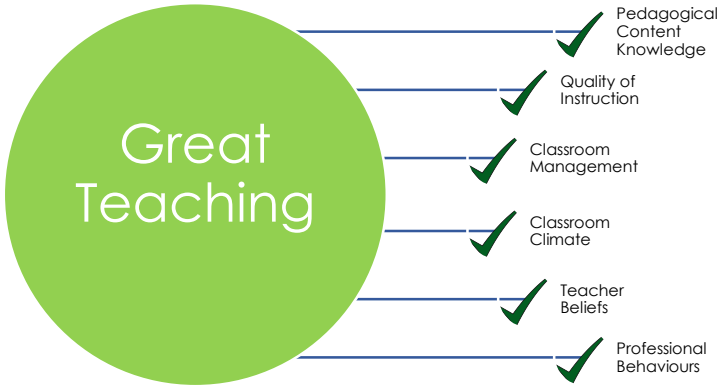 Great
Teaching
Pedagogical
Content
Knowledge
Quality of
Instruction
Classroom
Management
Classroom
Climate
Teacher
Beliefs
Professional
Behaviours